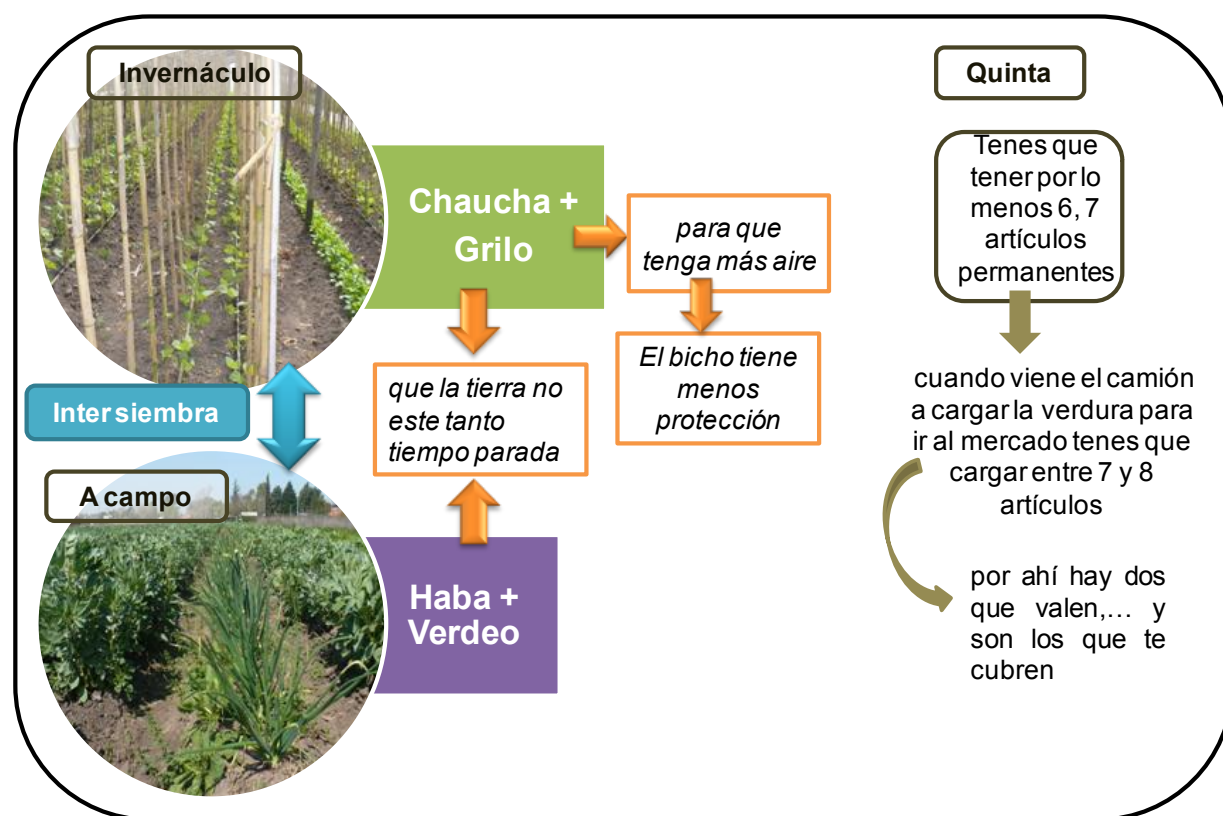 Invernáculo
Chaucha +
Grilo
para que
tenga más aire
El bicho tiene
menos
protección
que la tierra no
este tanto
tiempo parada
Inter siembra
A campo
Haba +
Verdeo
Quinta
Tenes que
tener por lo
menos 6, 7
artículos
permanentes
cuando viene el camión
a cargar la verdura para
ir al mercado tenes que
cargar entre 7 y 8
artículos
por ahí hay dos
que valen,... y
son los que te
cubren